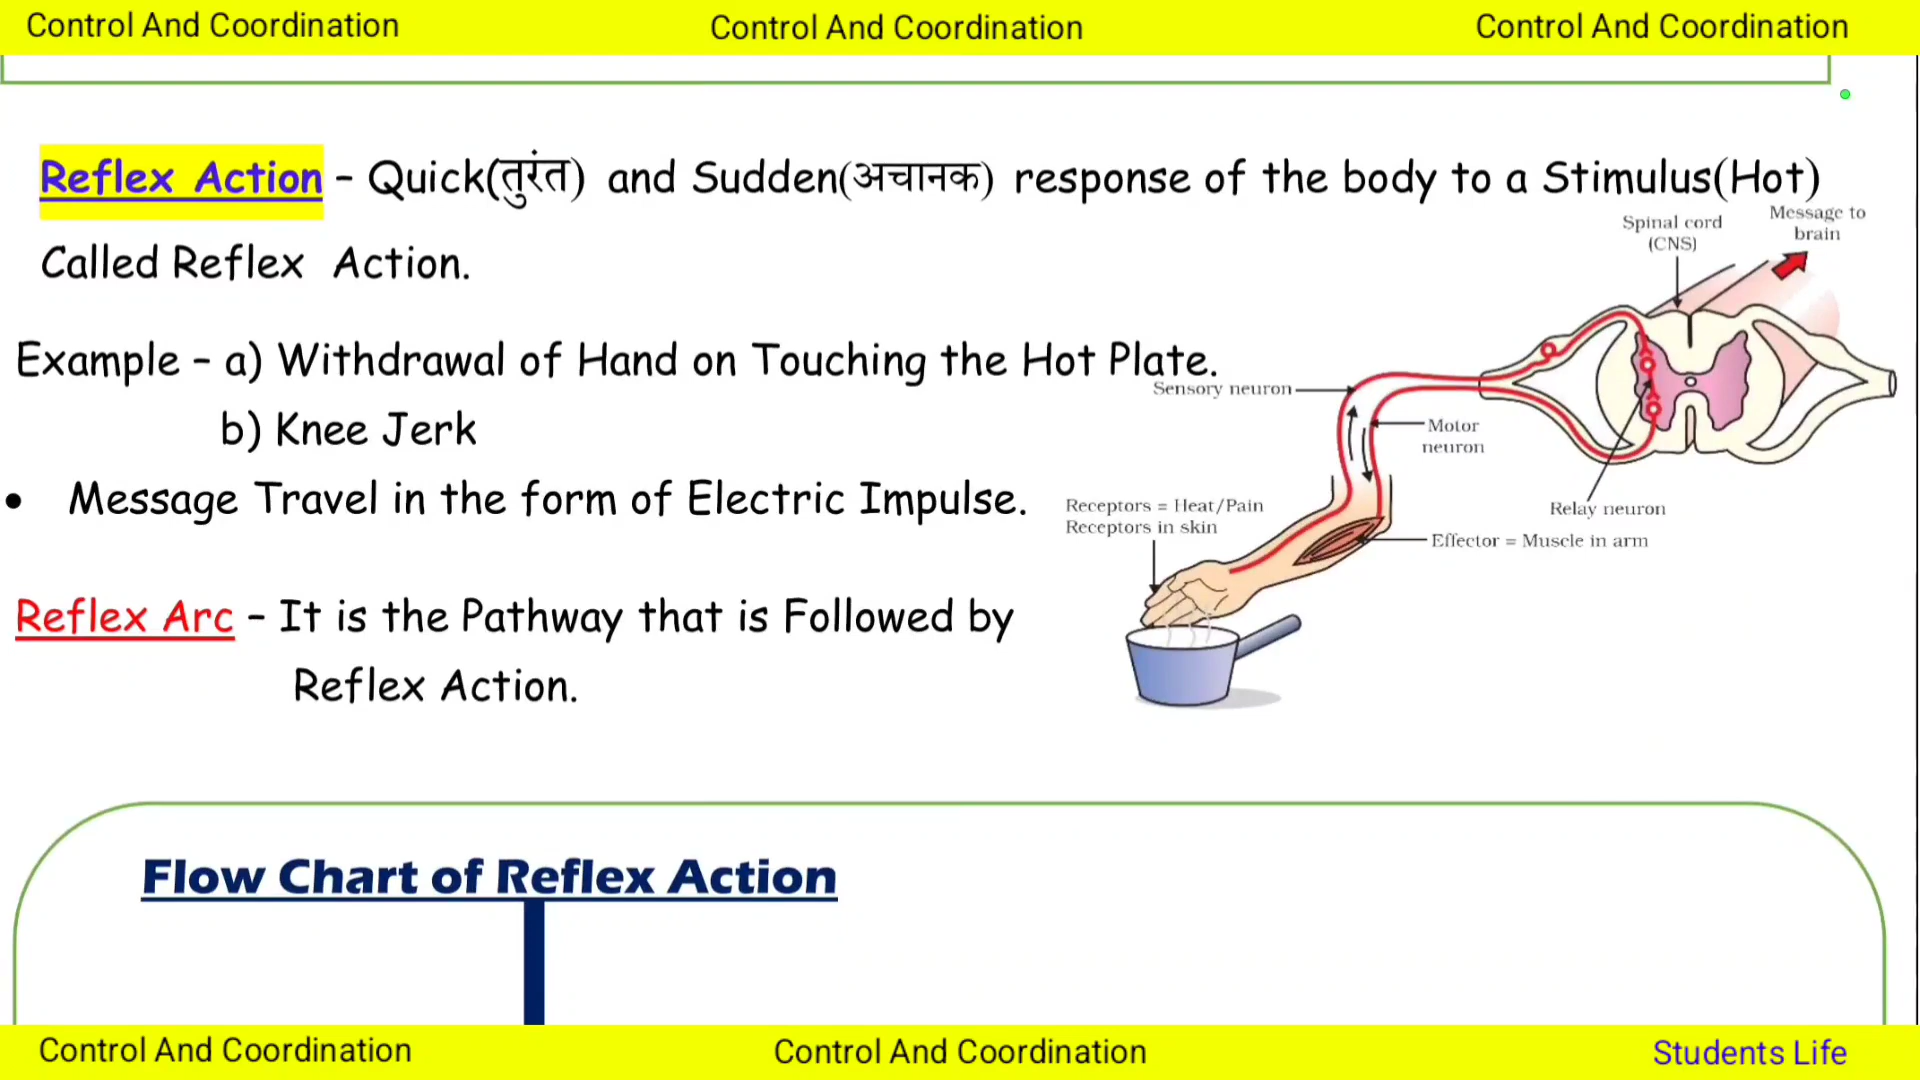 Control And Coordination Control And Coordination Control And Coordination
Reflex Action – Quick(तुरंत) and Sudden(अचानक) response of the body to a Stimulus(Hot)
Called Reflex Action.
Example – a) Withdrawal of Hand on Touching the Hot Plate.
b) Knee Jerk
• Message Travel in the form of Electric Impulse.
Reflex Arc – It is the Pathway that is Followed by
Reflex Action.
Spinal cord
(CNS)
Message to
brain
Sensory neuron
Motor
neuron
Relay neuron
Receptors = Heat/Pain
Receptors in skin
Effector = Muscle in arm
Flow Chart of Reflex Action
Control And Coordination Control And Coordination Students Life